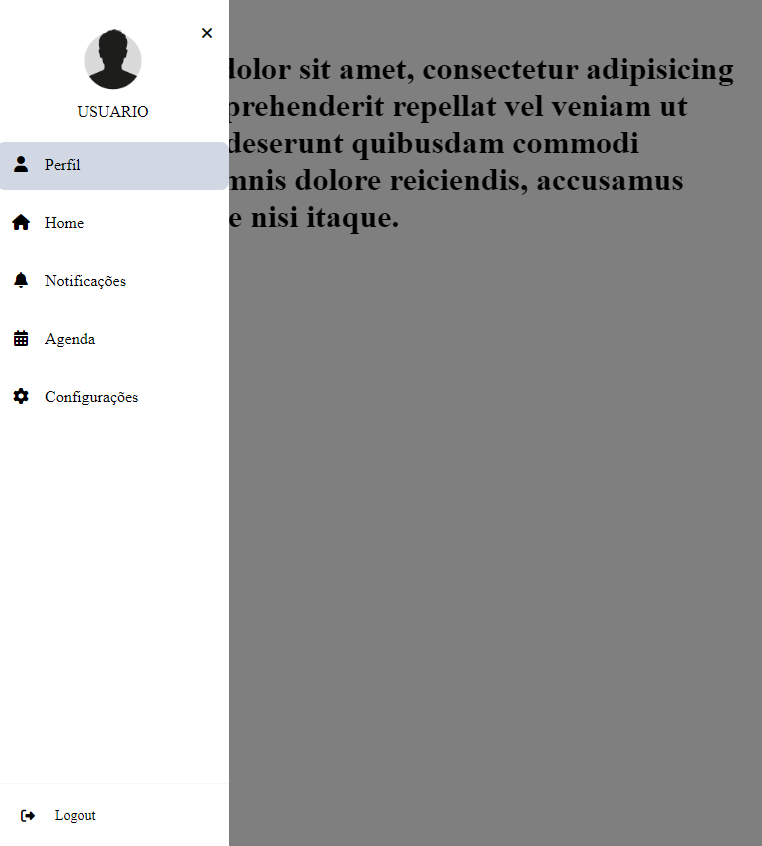 USUARIO
Perfil
Home
Notificações
Agenda
Configurações
Logout
dolor sit amet, consectetur adipisicing
prehenderit repellat vel veniam ut
deserunt quibusdam commodi
mnis dolore reiciendis, accusamus
e nisi itaque.